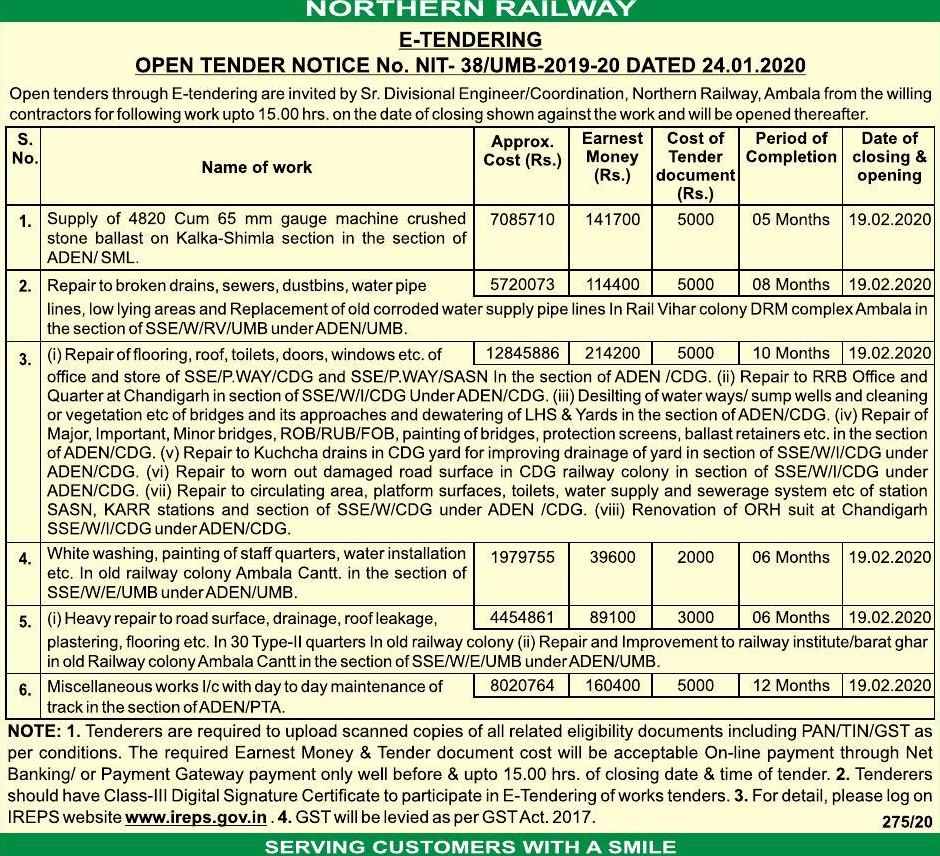 NORTHERN RAILWAY
E-TENDERING
OPEN TENDER NOTICE No. NIT- 38/UMB-2019-20 DATED 24.01.2020
Open tenders through E-tendering are invited by Sr. Divisional Engineer/Coordination, Northern Railway, Ambala from the willing
contractors for following work upto 15.00 hrs. on the date of closing shown against the work and will be opened thereafter.
S. No. Name of work Approx. Cost (Rs.) Earnest Money (Rs.) Cost of Tender document (Rs.) Period of Completion Date of closing & opening
1. Supply of 4820 Cum 65 mm gauge machine crushed 7085710 141700 5000 05 Months 19.02.2020
stone ballast on Kalka-Shimla section in the section of
ADEN/ SML.
2. Repair to broken drains, sewers, dustbins, water pipe 5720073 114400 5000 08 Months 19.02.2020
lines, low lying areas and Replacement of old corroded water supply pipe lines In Rail Vihar colony DRM complex Ambala in
the section of SSE/W/RV/UMB under ADEN/UMB.
3. (i) Repair of flooring, roof, toilets, doors, windows etc. of 12845886 214200 5000 10 Months 19.02.2020
office and store of SSE/P.WAY/CDG and SSE/P.WAY/SASN In the section of ADEN /CDG. (ii) Repair to RRB Office and
Quarter at Chandigarh in section of SSE/W/I/CDG Under ADEN/CDG. (iii) Desilting of water ways/ sump wells and cleaning
or vegetation etc of bridges and its approaches and dewatering of LHS & Yards in the section of ADEN/CDG. (iv) Repair of
Major, Important, Minor bridges, ROB/RUB/FOB, painting of bridges, protection screens, ballast retainers etc. in the section
of ADEN/CDG. (v) Repair to Kuchcha drains in CDG yard for improving drainage of yard in section of SSE/W/I/CDG under
ADEN/CDG. (vi) Repair to worn out damaged road surface in CDG railway colony in section of SSE/W/I/CDG under
ADEN/CDG. (vii) Repair to circulating area, platform surfaces, toilets, water supply and sewerage system etc of station
SASN, KARR stations and section of SSE/W/CDG under ADEN /CDG. (viii) Renovation of ORH suit at Chandigarh
SSE/W/I/CDG under ADEN/CDG.
4. White washing, painting of staff quarters, water installation 1979755 39600 2000 06 Months 19.02.2020
etc. In old railway colony Ambala Cantt. in the section of
SSE/W/E/UMB under ADEN/UMB.
5. (i) Heavy repair to road surface, drainage, roof leakage, 4454861 89100 3000 06 Months 19.02.2020
plastering, flooring etc. In 30 Type-II quarters In old railway colony (ii) Repair and Improvement to railway institute/barat ghar
in old Railway colony Ambala Cantt in the section of SSE/W/E/UMB under ADEN/UMB.
6. Miscellaneous works I/c with day to day maintenance of 8020764 160400 5000 12 Months 19.02.2020
track in the section of ADEN/PTA.
NOTE: 1. Tenderers are required to upload scanned copies of all related eligibility documents including PAN/TIN/GST as
per conditions. The required Earnest Money & Tender document cost will be acceptable On-line payment through Net
Banking/ or Payment Gateway payment only well before & upto 15.00 hrs. of closing date & time of tender. 2. Tenderers
should have Class-III Digital Signature Certificate to participate in E-Tendering of works tenders. 3. For detail, please log on
IREPS website www.ireps.gov.in . 4. GST will be levied as per GST Act. 2017.
275/20
SERVING CUSTOMERS WITH A SMILE